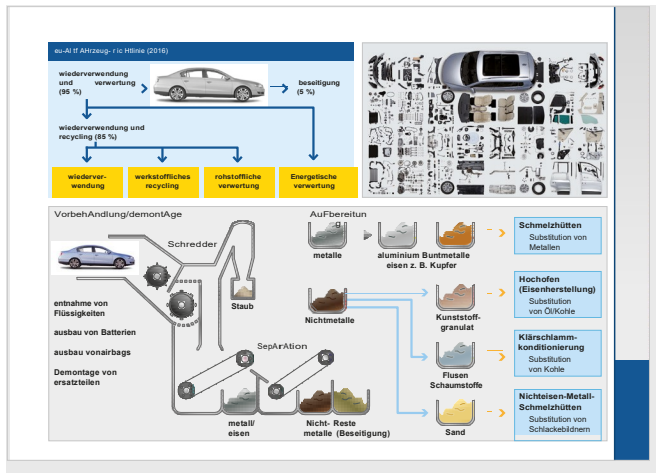 eu-Al tf AHrzeug- r ic Htlinie (2016)
wiederverwendung
und verwertung
(95 %)
beseitigung
(5 %)
wiederverwendung und
recycling (85 %)
wiederver-
wendung
werkstoffliches
recycling
rohstoffliche
verwertung
Energetische
verwertung
VorbehAndlung/demontAge
Schredder
Staub
entnahme von
Flüssigkeiten
ausbau von Batterien
ausbau vonairbags
Demontage von
ersatzteilen
SepArAtion
metall/
eisen
Nicht- Reste
metalle (Beseitigung)
AuFbereitun
g
metalle
aluminium Buntmetalle
eisen z. B. Kupfer
Nichtmetalle
Kunststoff-
granulat
Flusen
Schaumstoffe
Sand
Schmelzhütten
Substitution von
Metallen
Hochofen
(Eisenherstellung)
Substitution
von Öl/Kohle
Klärschlamm-
konditionierung
Substitution
von Kohle
Nichteisen-Metall-
Schmelzhütten
Substitution von
Schlackebildnern